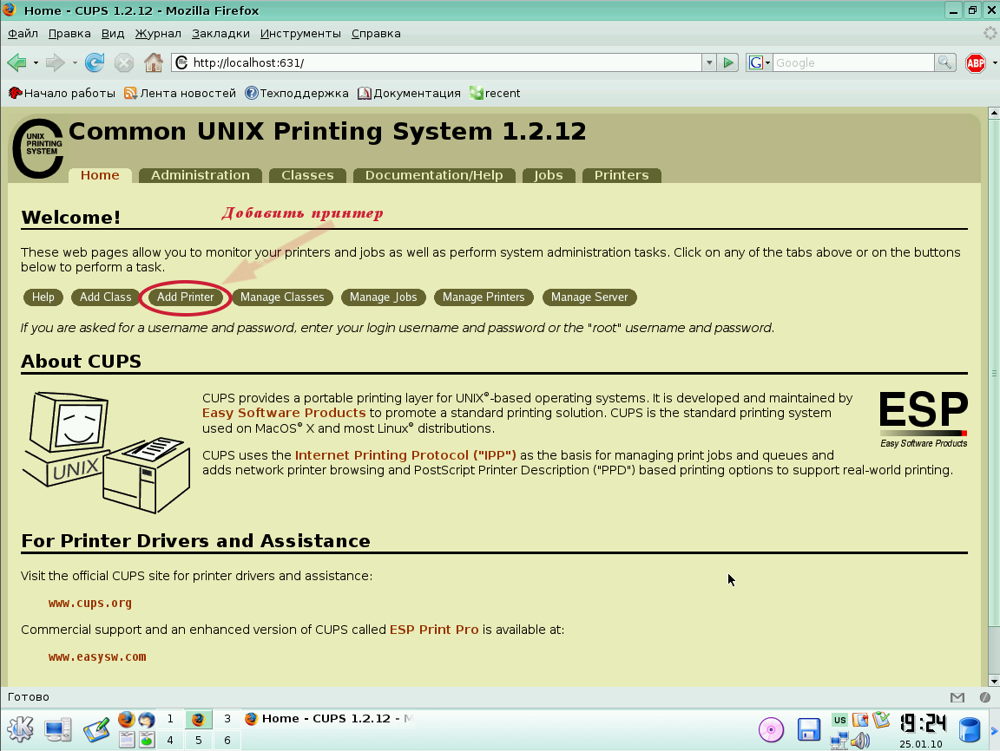 Home - CUPS 1.2.12 - Mozilla Firefox
Файл Правка Вид Журнал Закладки Инструменты Справка
http://localhost:631/ G Google ABP
Начало работы Лента новостей Техподдержка Документация recent
UNIX PRINTING SYSTEM
Common UNIX Printing System 1.2.12
Home Administration Classes Documentation/Help Jobs Printers
Добавить принтер
Welcome!
These web pages allow you to monitor your printers and jobs as well as perform system administration tasks. Click on any of the tabs above or on the buttons
below to perform a task.
Help Add Class Add Printer Manage Classes Manage Jobs Manage Printers Manage Server
If you are asked for a username and password, enter your login username and password or the "root" username and password.
About CUPS
CUPS provides a portable printing layer for UNIX®-based operating systems. It is developed and maintained by
Easy Software Products to promote a standard printing solution. CUPS is the standard printing system
used on MacOS® X and most Linux® distributions.
CUPS uses the Internet Printing Protocol ("IPP") as the basis for managing print jobs and queues and
adds network printer browsing and PostScript Printer Description ("PPD") based printing options to support real-world printing.
UNIX
ESP
Easy Software Products
For Printer Drivers and Assistance
Visit the official CUPS site for printer drivers and assistance:
www.cups.org
Commercial support and an enhanced version of CUPS called ESP Print Pro is available at:
www.easysw.com
Готово
1 2 3 Home - CUPS 1.2.12 - M
4 5 6
US 19:24
25.01.10